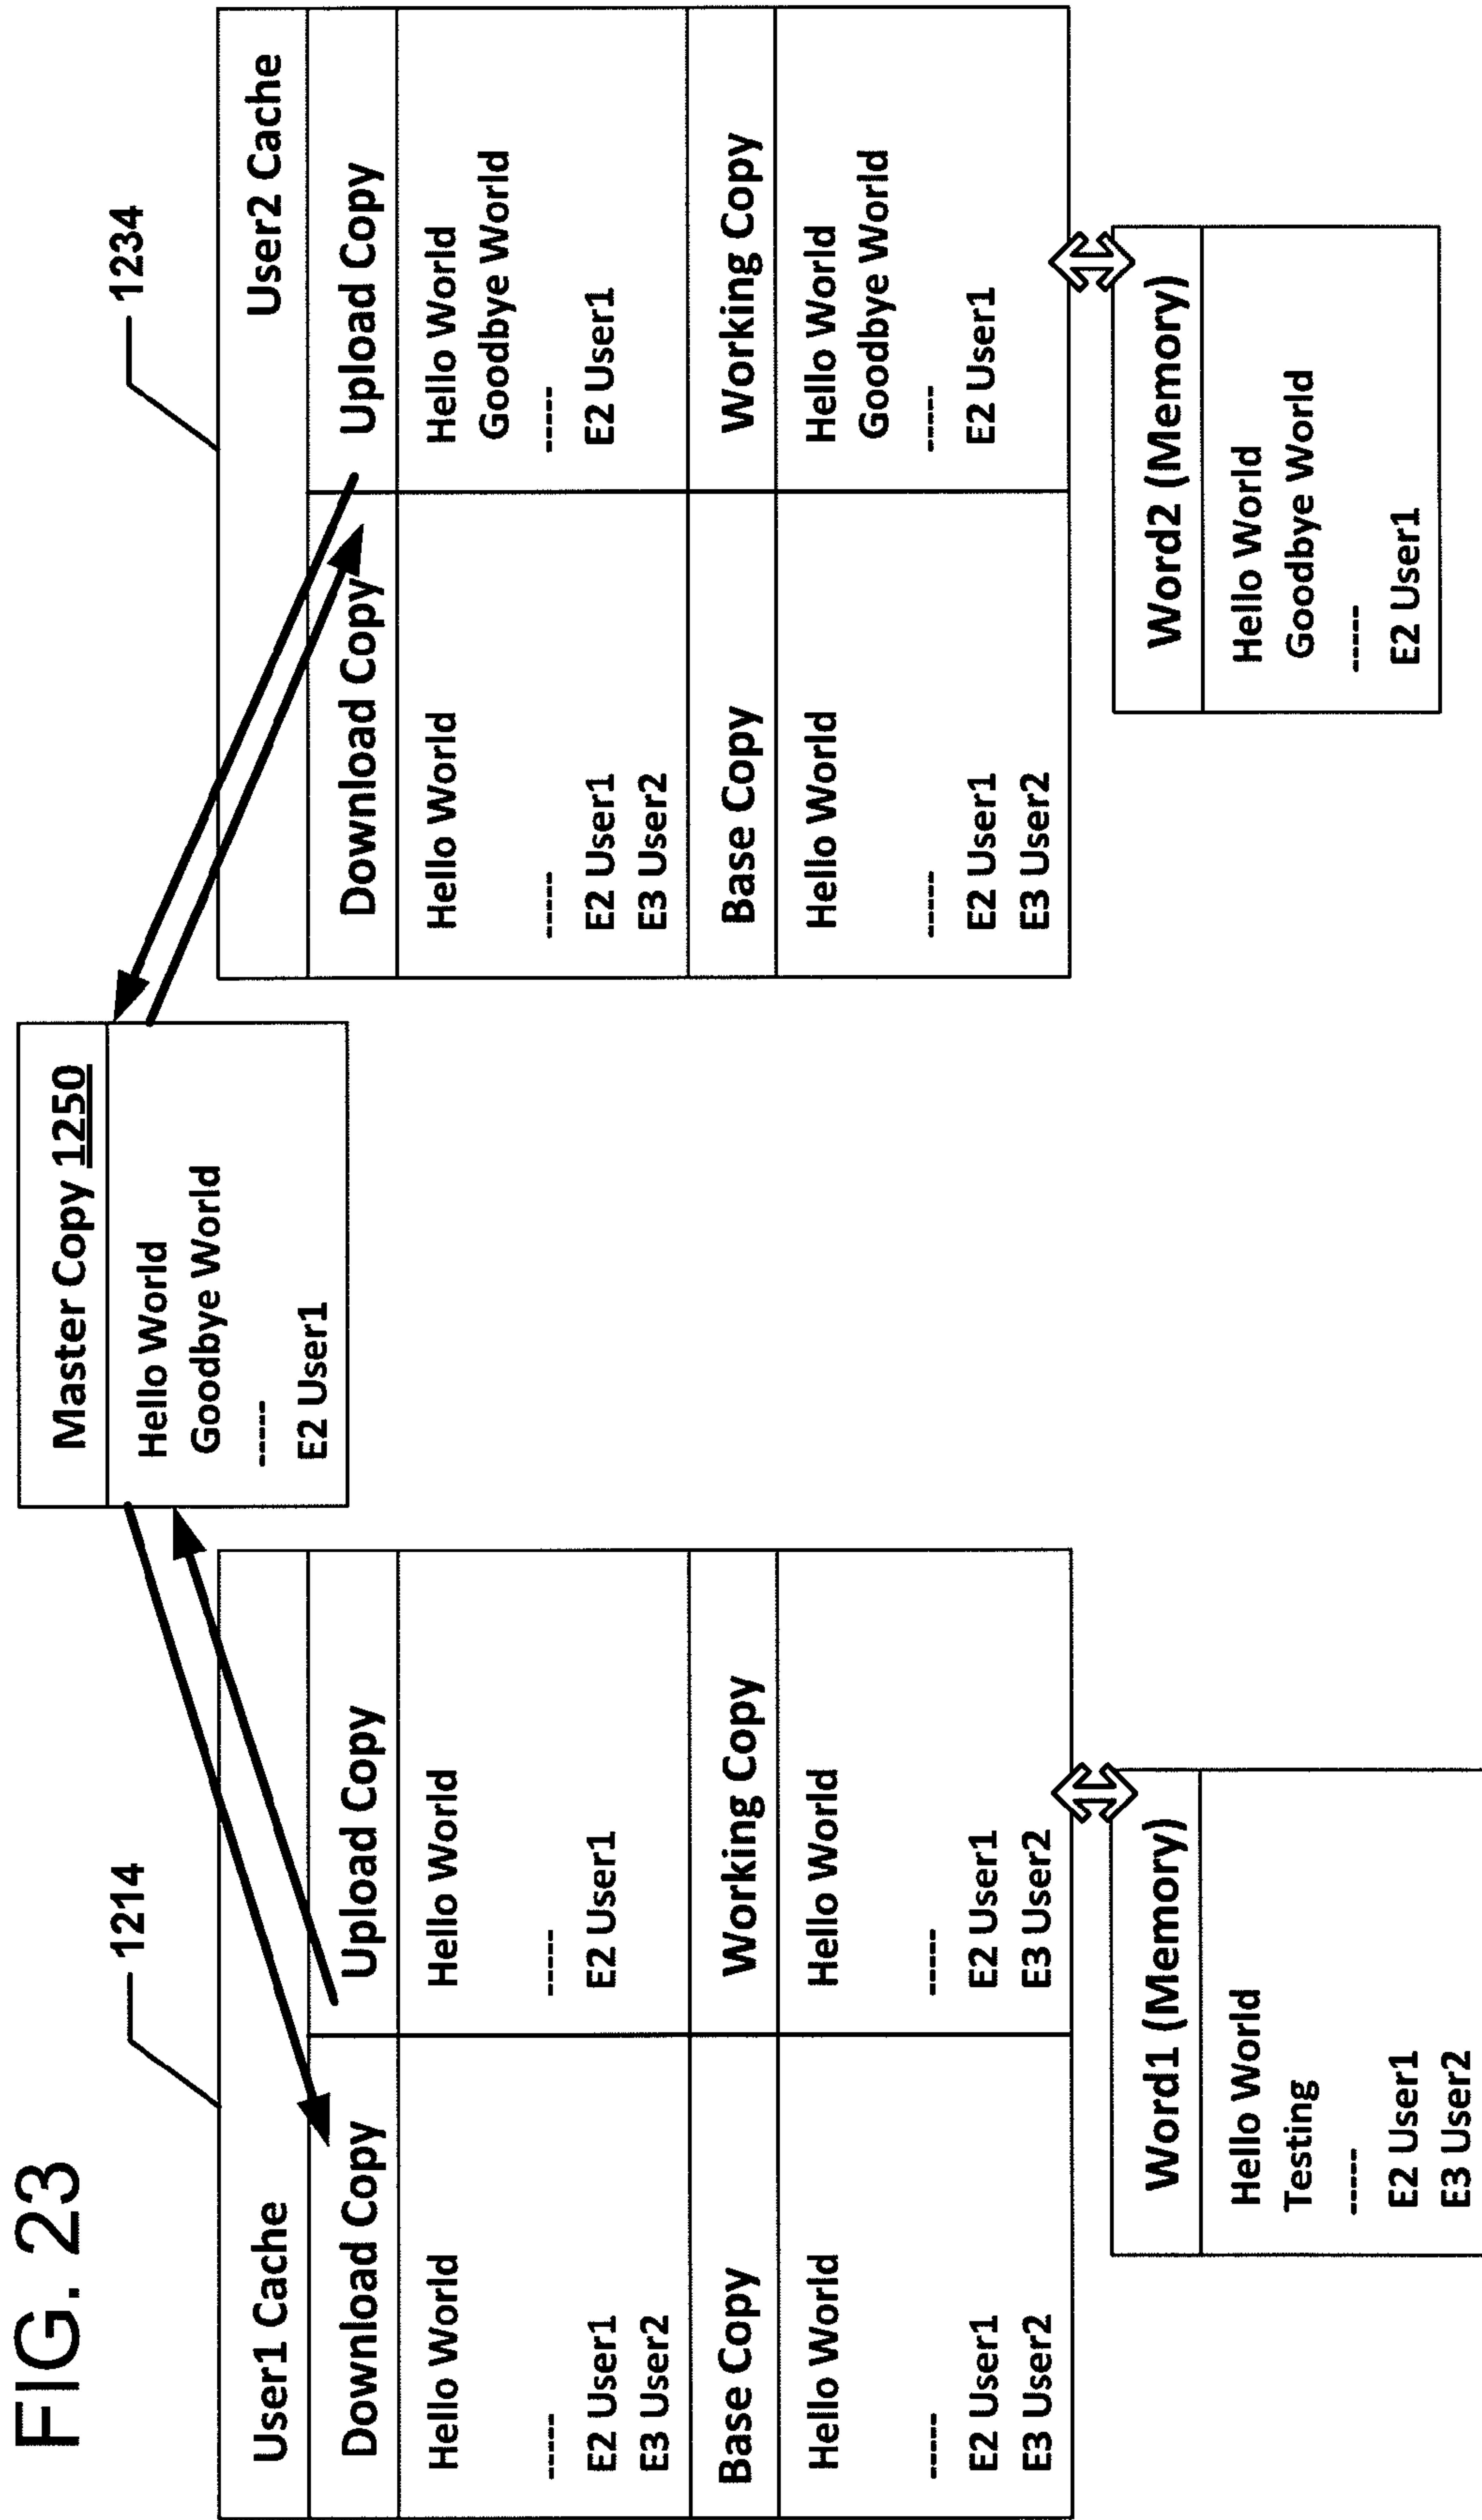 FIG. 23
Master Copy 1250
Hello World
Goodbye World
-----
E2 User1
1214
User1 Cache
Download Copy
Hello World
-----
E2 User1
E3 User2
Upload Copy
Hello World
-----
E2 User1
Base Copy
Hello World
-----
E2 User1
E3 User2
Working Copy
Hello World
-----
E2 User1
E3 User2
Word1 (Memory)
Hello World
Testing
-----
E2 User1
E3 User2
1234
User2 Cache
Download Copy
Hello World
-----
E2 User1
E3 User2
Upload Copy
Hello World
Goodbye World
-----
E2 User1
Base Copy
Hello World
-----
E2 User1
E3 User2
Working Copy
Hello World
Goodbye World
-----
E2 User1
Word2 (Memory)
Hello World
Goodbye World
-----
E2 User1